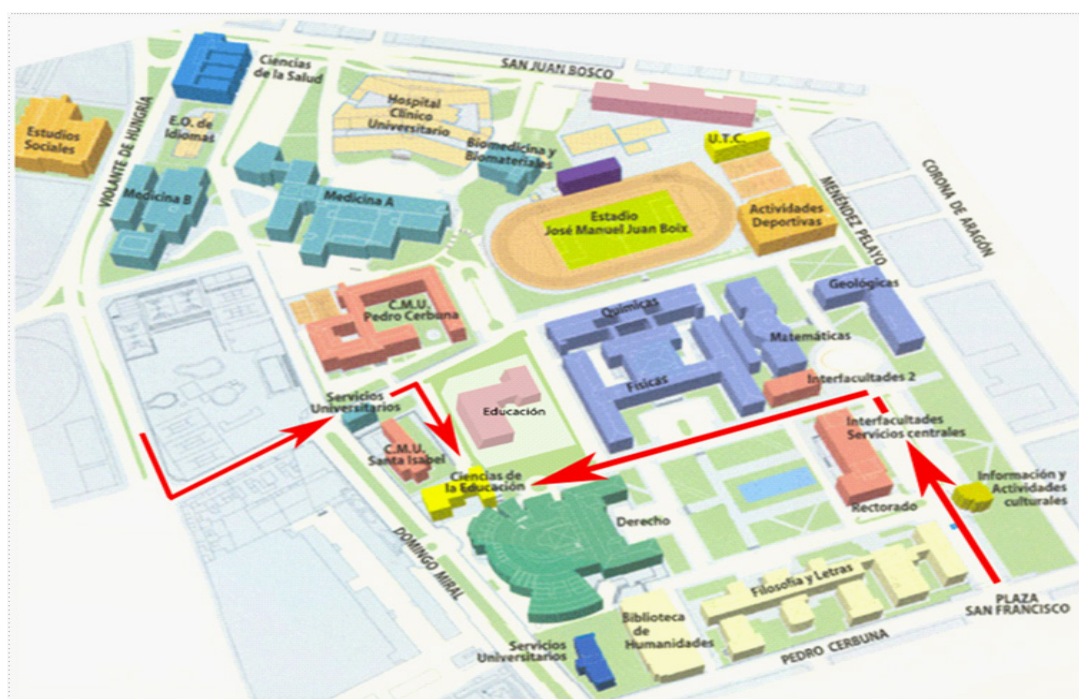 SAN JUAN BOSCO
Ciencias
de la Salud
VIOLANTE DE HUNGRÍA
Estudios
Sociales
E.O. de
Idiomas
Hospital
Clínico
Universitario
Biomedicina y
Biomateriales
U.T.C.
CORONA DE ARAGÓN
MENÉNDEZ PELAYO
Medicina B
Medicina A
Estadio
José Manuel Juan Boix
Actividades
Deportivas
C.M.U.
Pedro Cerbuna
Químicas
Geológicas
Matemáticas
Físicas
Interfacultades 2
Servicios
Universitarios
Educación
Interfacultades
Servicios centrales
C.M.U.
Santa Isabel
Ciencias de
la Educación
Información y
Actividades
culturales
Rectorado
Derecho
DOMINGO MIRAL
Filosofía y Letras
PLAZA
SAN FRANCISCO
Biblioteca
de
Humanidades
Servicios
Universitarios
PEDRO CERBUNA